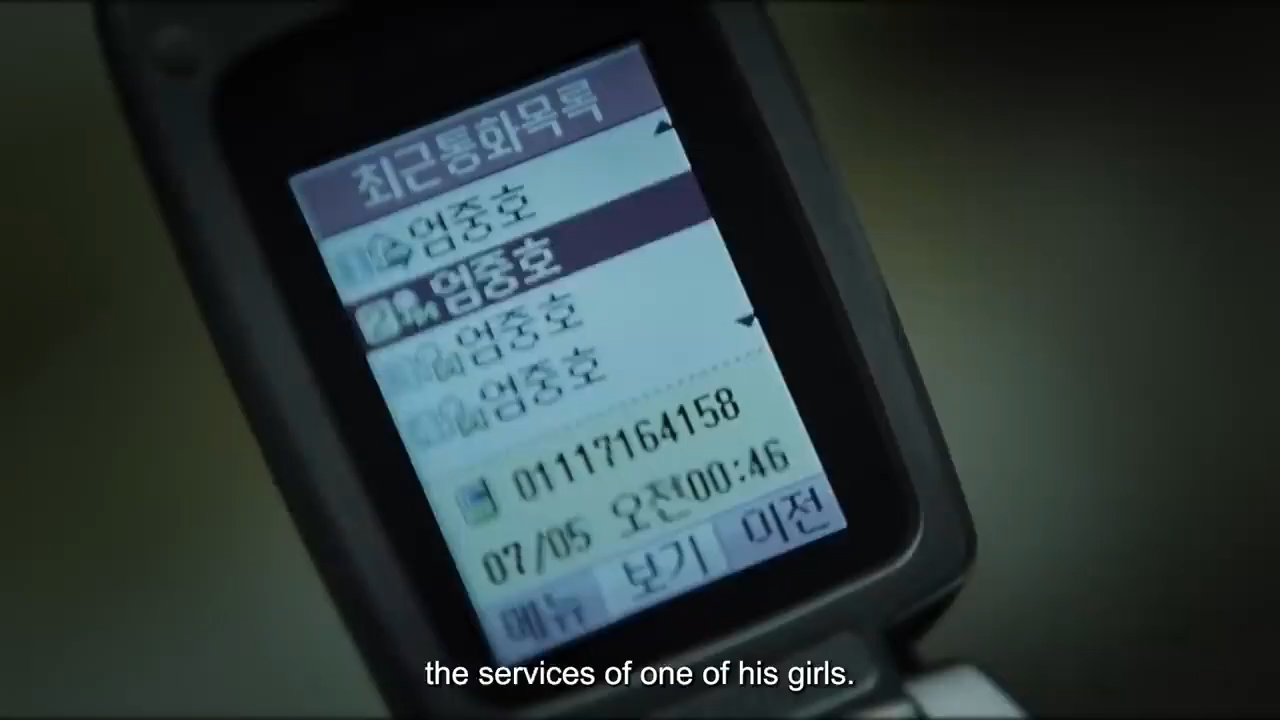 최근통화목록
엄중호
엄중호
엄중호
엄중호
01117164158
07/05 오전00:46
메뉴 보기 이전
the services of one of his girls.